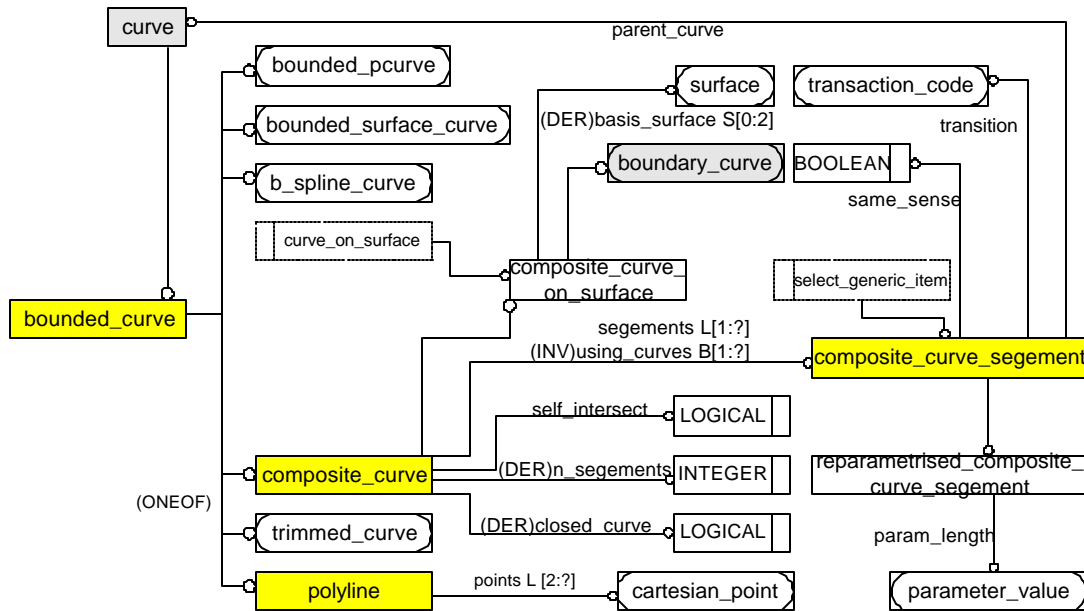 curve
parent_curve
bounded_pcurve
surface
transaction_code
(DER)basis_surface S[0:2]
transition
bounded_surface_curve
boundary_curve
BOOLEAN
b_spline_curve
same_sense
curve_on_surface
composite_curve_
on_surface
select_generic_item
bounded_curve
segements L[1:?]
(INV)using_curves B[1:?]
composite_curve_segement
self_intersect
LOGICAL
composite_curve
(DER)n_segements
INTEGER
reparametrised_composite_
curve_segement
(ONEOF)
trimmed_curve
(DER)closed_curve
LOGICAL
param_length
polyline
points L [2:?]
cartesian_point
parameter_value